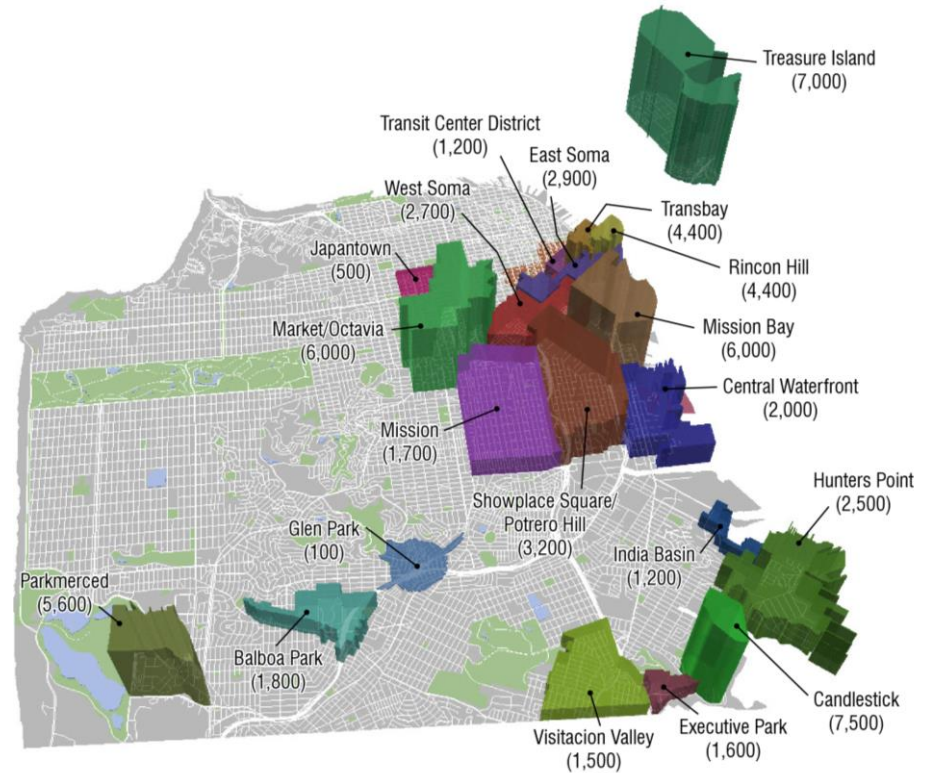 Treasure Island
(7,000)
Transit Center District
(1,200)
East Soma
(2,900)
West Soma
(2,700)
Transbay
(4,400)
Japantown
(500)
Rincon Hill
(4,400)
Market/Octavia
(6,000)
Mission Bay
(6,000)
Central Waterfront
(2,000)
Mission
(1,700)
Hunters Point
(2,500)
Showplace Square/
Potrero Hill
(3,200)
Glen Park
(100)
India Basin
(1,200)
Parkmerced
(5,600)
Balboa Park
(1,800)
Candlestick
(7,500)
Executive Park
(1,600)
Visitacion Valley
(1,500)